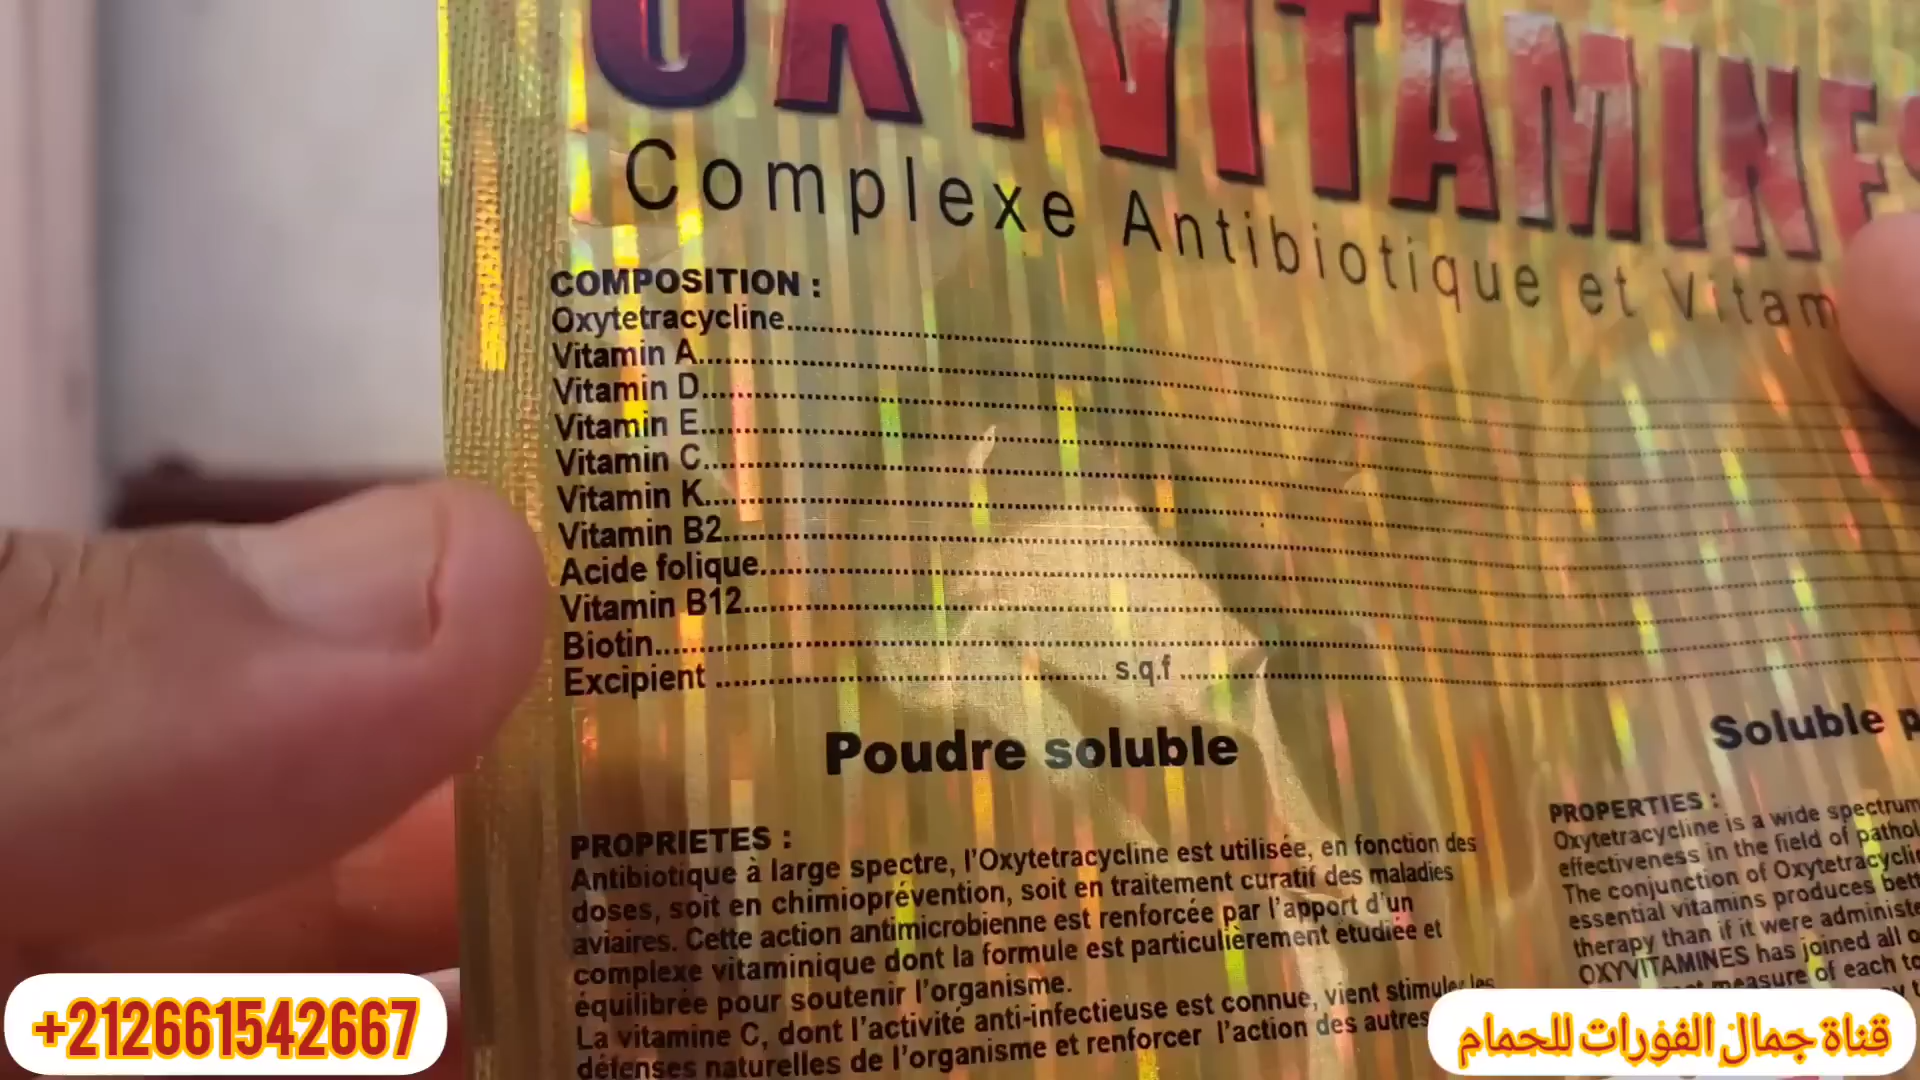 OXYVITAMINES
Complexe Antibiotique et Vitam
COMPOSITION :
Oxytetracycline
Vitamin A
Vitamin D
Vitamin E
Vitamin C
Vitamin K
Vitamin B2
Acide folique
Vitamin B12
Biotin
Excipient ........ s.q.f ........
Poudre soluble
PROPRIETES :
Antibiotique à large spectre, l'Oxytetracycline est utilisée, en fonction des
doses, soit en chimioprévention, soit en traitement curatif des maladies
aviaires. Cette action antimicrobienne est renforcée par l'apport d'un
complexe vitaminique dont la formule est particulièrement étudiée et
équilibrée pour soutenir l'organisme.
La vitamine C, dont l'activité anti-infectieuse est connue, vient stimuler les
défenses naturelles de l'organisme et renforcer l'action des autres
Soluble p
PROPERTIES :
Oxytetracycline is a wide spectrum
effectiveness in the field of pathol
The conjunction of Oxytetracyclin
essential vitamins produces bett
therapy than if it were administe
OXYVITAMINES has joined all o
measure of each to
+212661542667
قناة جمال الفورات للحمام